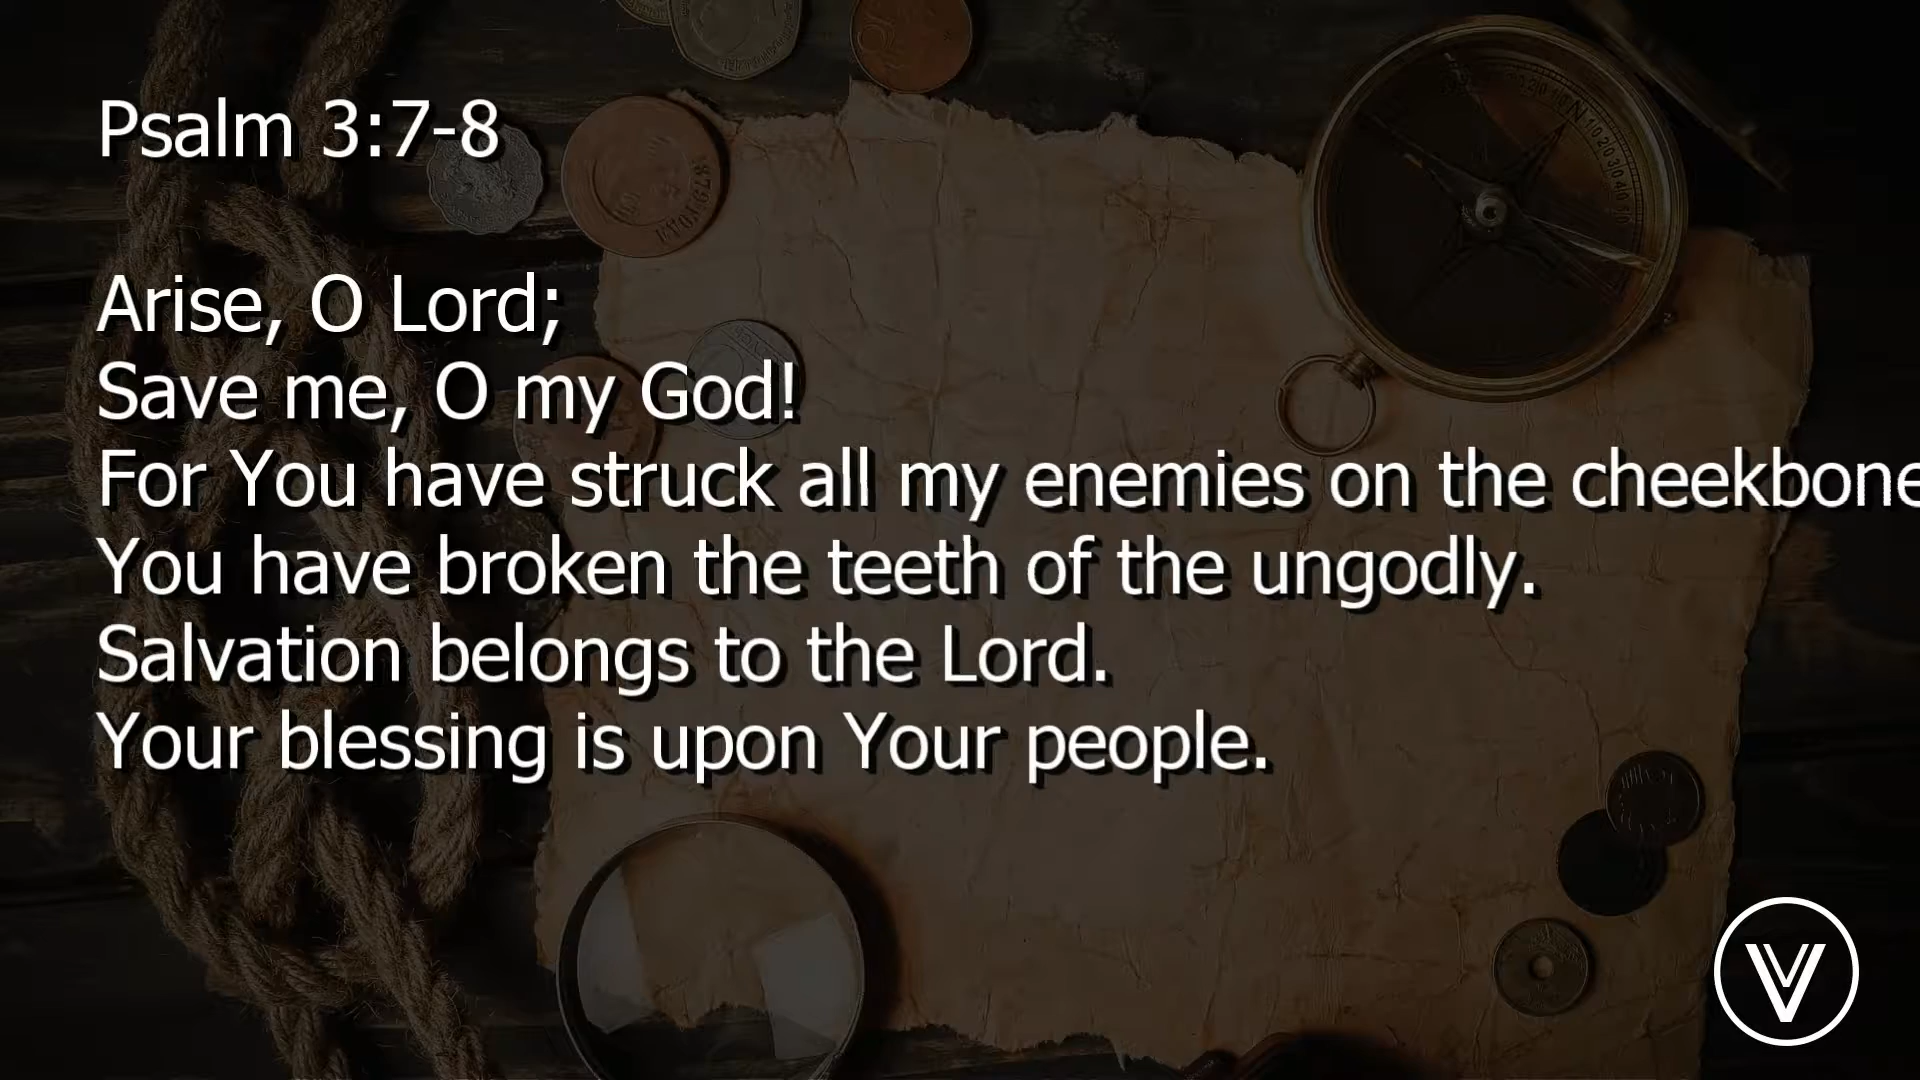 Psalm 3:7-8
Arise, O Lord;
Save me, O my God!
For You have struck all my enemies on the cheekbone
You have broken the teeth of the ungodly.
Salvation belongs to the Lord.
Your blessing is upon Your people.